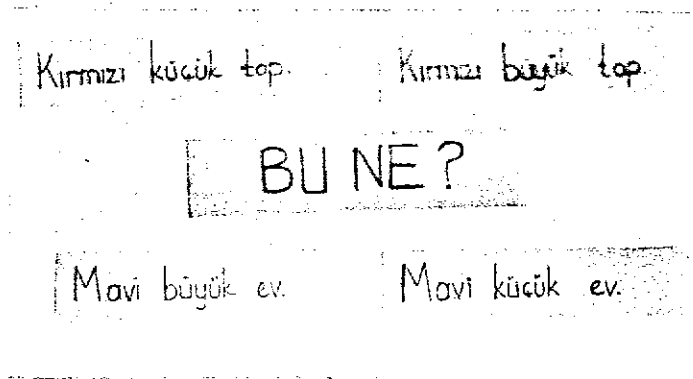 Kırmızı küçük top. Kırmızı büyük top.
BU NE?
Mavi büyük ev. Mavi küçük ev.